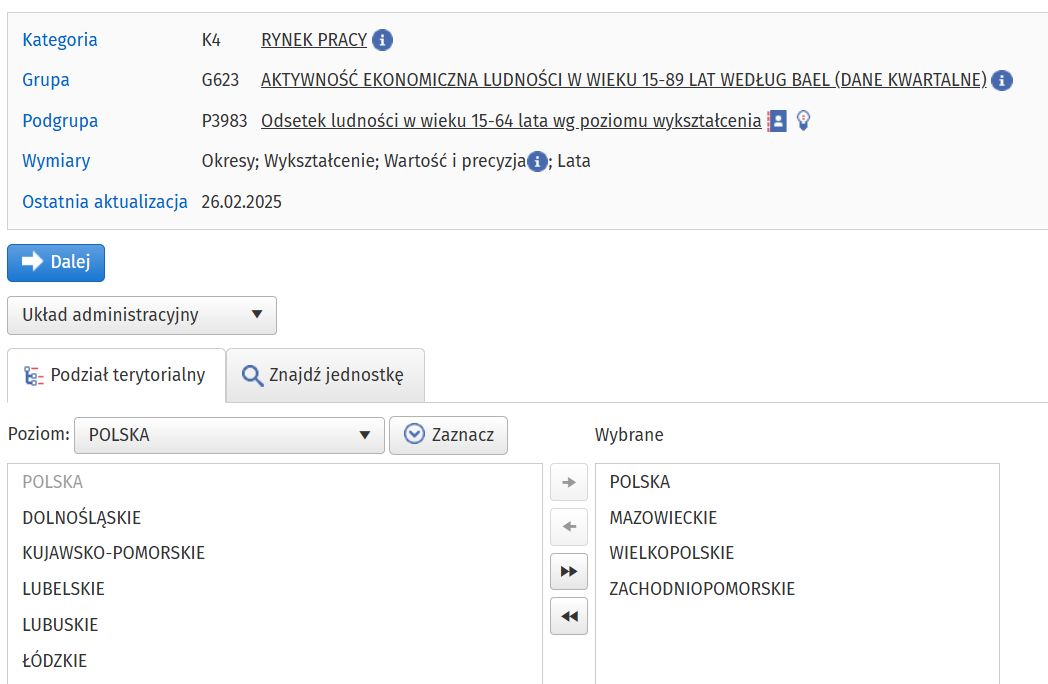 Kategoria K4 RYNEK PRACY
Grupa G623 AKTYWNOŚĆ EKONOMICZNA LUDNOŚCI W WIEKU 15-89 LAT WEDŁUG BAEL (DANE KWARTALNE)
Podgrupa P3983 Odsetek ludności w wieku 15-64 lata wg poziomu wykształcenia
Wymiary Okresy; Wykształcenie; Wartość i precyzja; Lata
Ostatnia aktualizacja 26.02.2025
Dalej
Układ administracyjny
Podział terytorialny Znajdź jednostkę
Poziom: POLSKA Zaznacz Wybrane
POLSKA
DOLNOŚLĄSKIE
KUJAWSKO-POMORSKIE
LUBELSKIE
LUBUSKIE
ŁÓDZKIE
POLSKA
MAZOWIECKIE
WIELKOPOLSKIE
ZACHODNIOPOMORSKIE